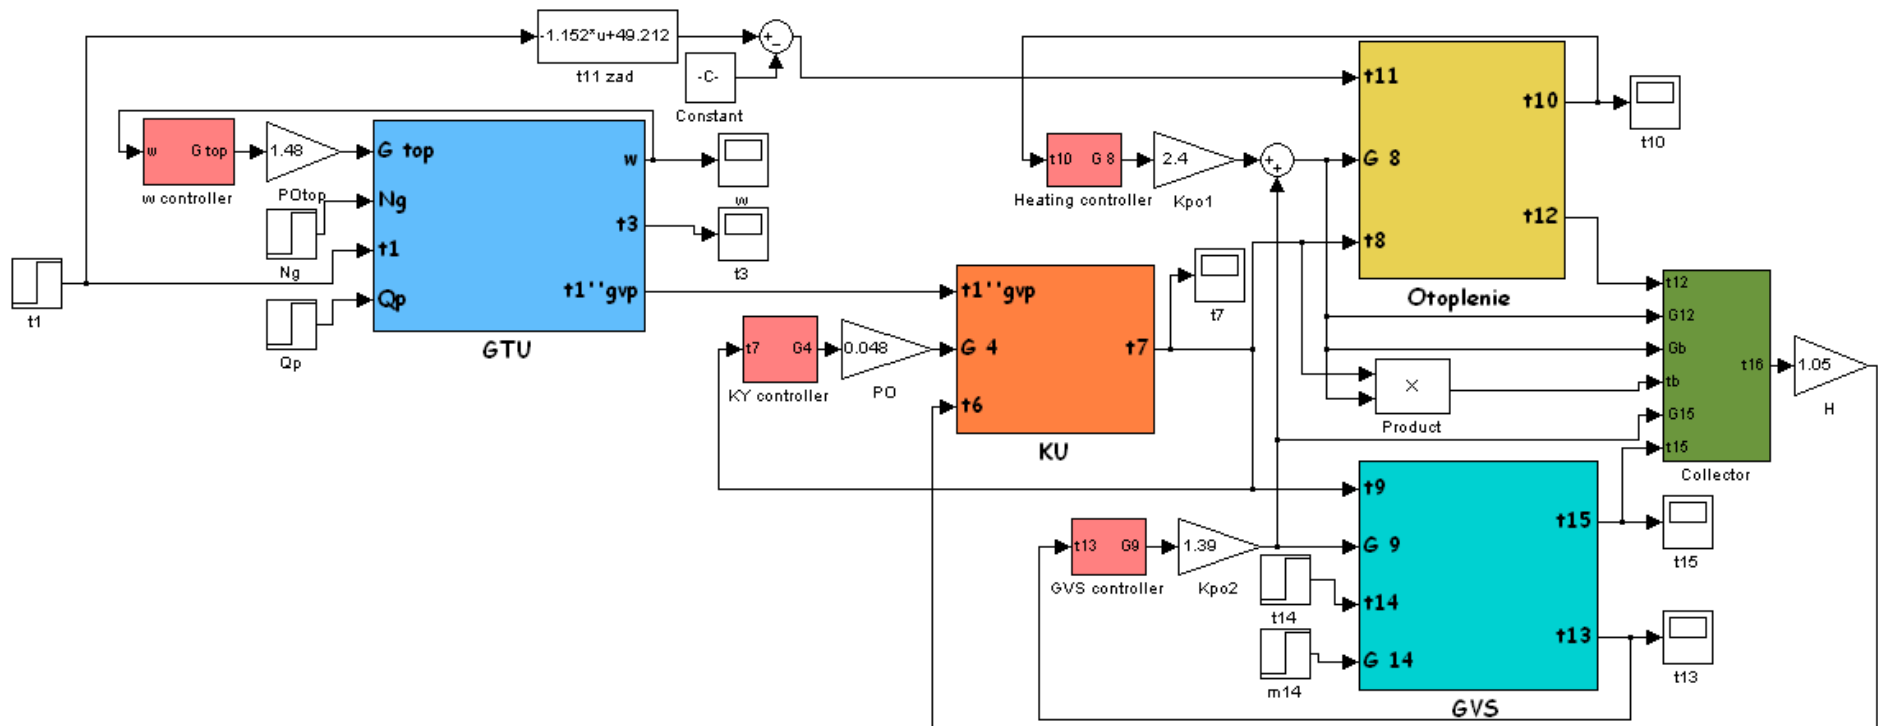 -1.152*u+49.212
t11 zad
+
−
-C-
Constant
w
G top
w controller
1.48
POtop
Ng
t1
Qp
G top
Ng
t1
Qp
w
t3
t1''gvp
GTU
w
t3
t7
G4
KY controller
0.048
PO
t1''gvp
G 4
t6
t7
KU
t7
t10
G 8
Heating controller
2.4
Kpo1
+
+
t11
G 8
t8
t10
t12
Otoplenie
t10
×
Product
t12
G12
Gb
tb
G15
t15
t16
Collector
1.05
H
t13
G9
GVS controller
1.39
Kpo2
t14
m14
t9
G 9
t14
G 14
t15
t13
GVS
t15
t13